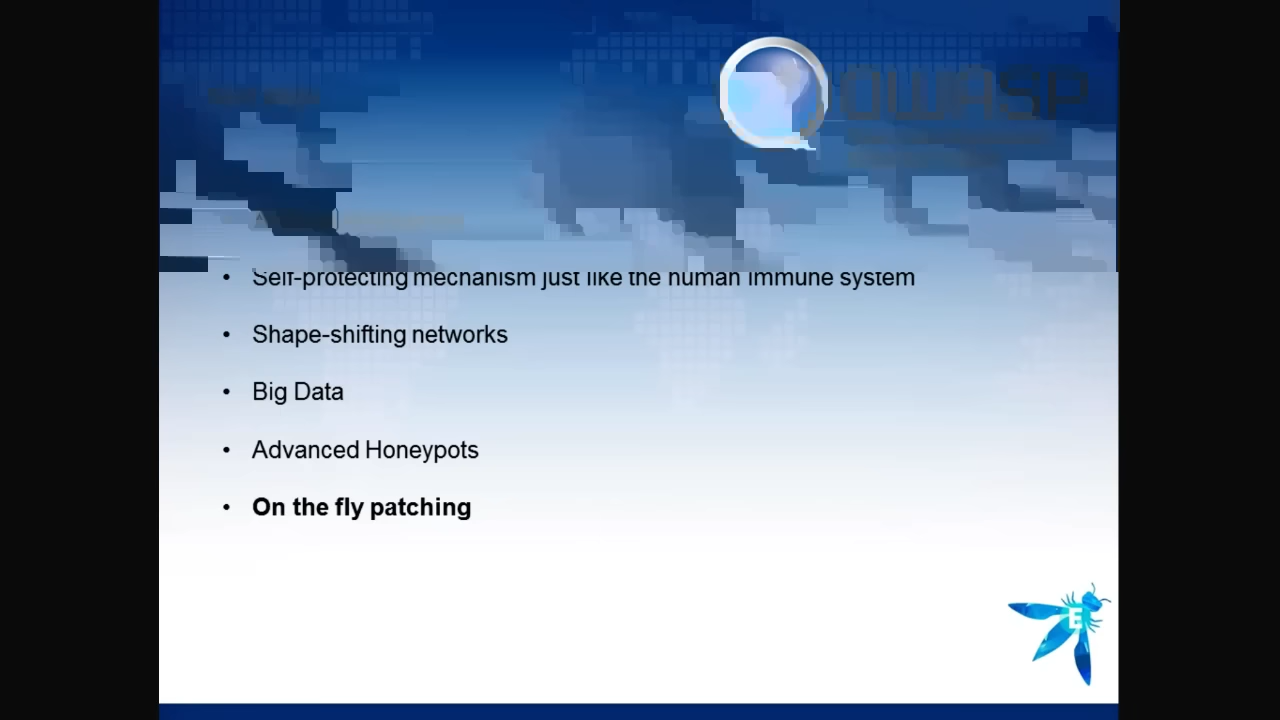 OWASP
• Self-protecting mechanism just like the human immune system
• Shape-shifting networks
• Big Data
• Advanced Honeypots
• On the fly patching
E